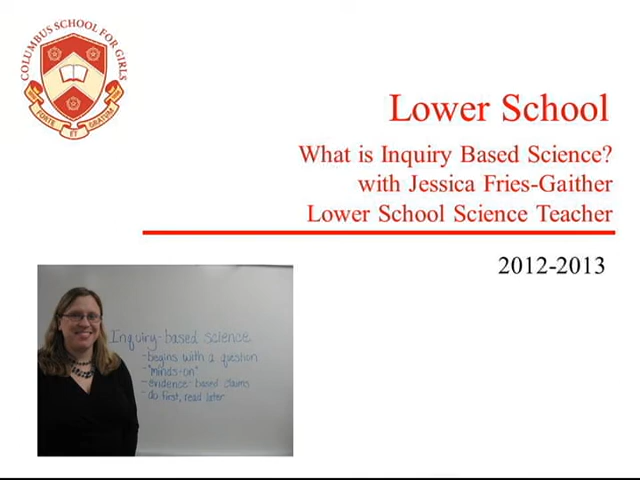 COLUMBUS SCHOOL FOR GIRLS
FORTE ET GRATUM
Lower School
What is Inquiry Based Science?
with Jessica Fries-Gaither
Lower School Science Teacher
2012-2013
Inquiry-based science
-begins with a question
-"minds-on"
-evidence-based claims
-do first, read later